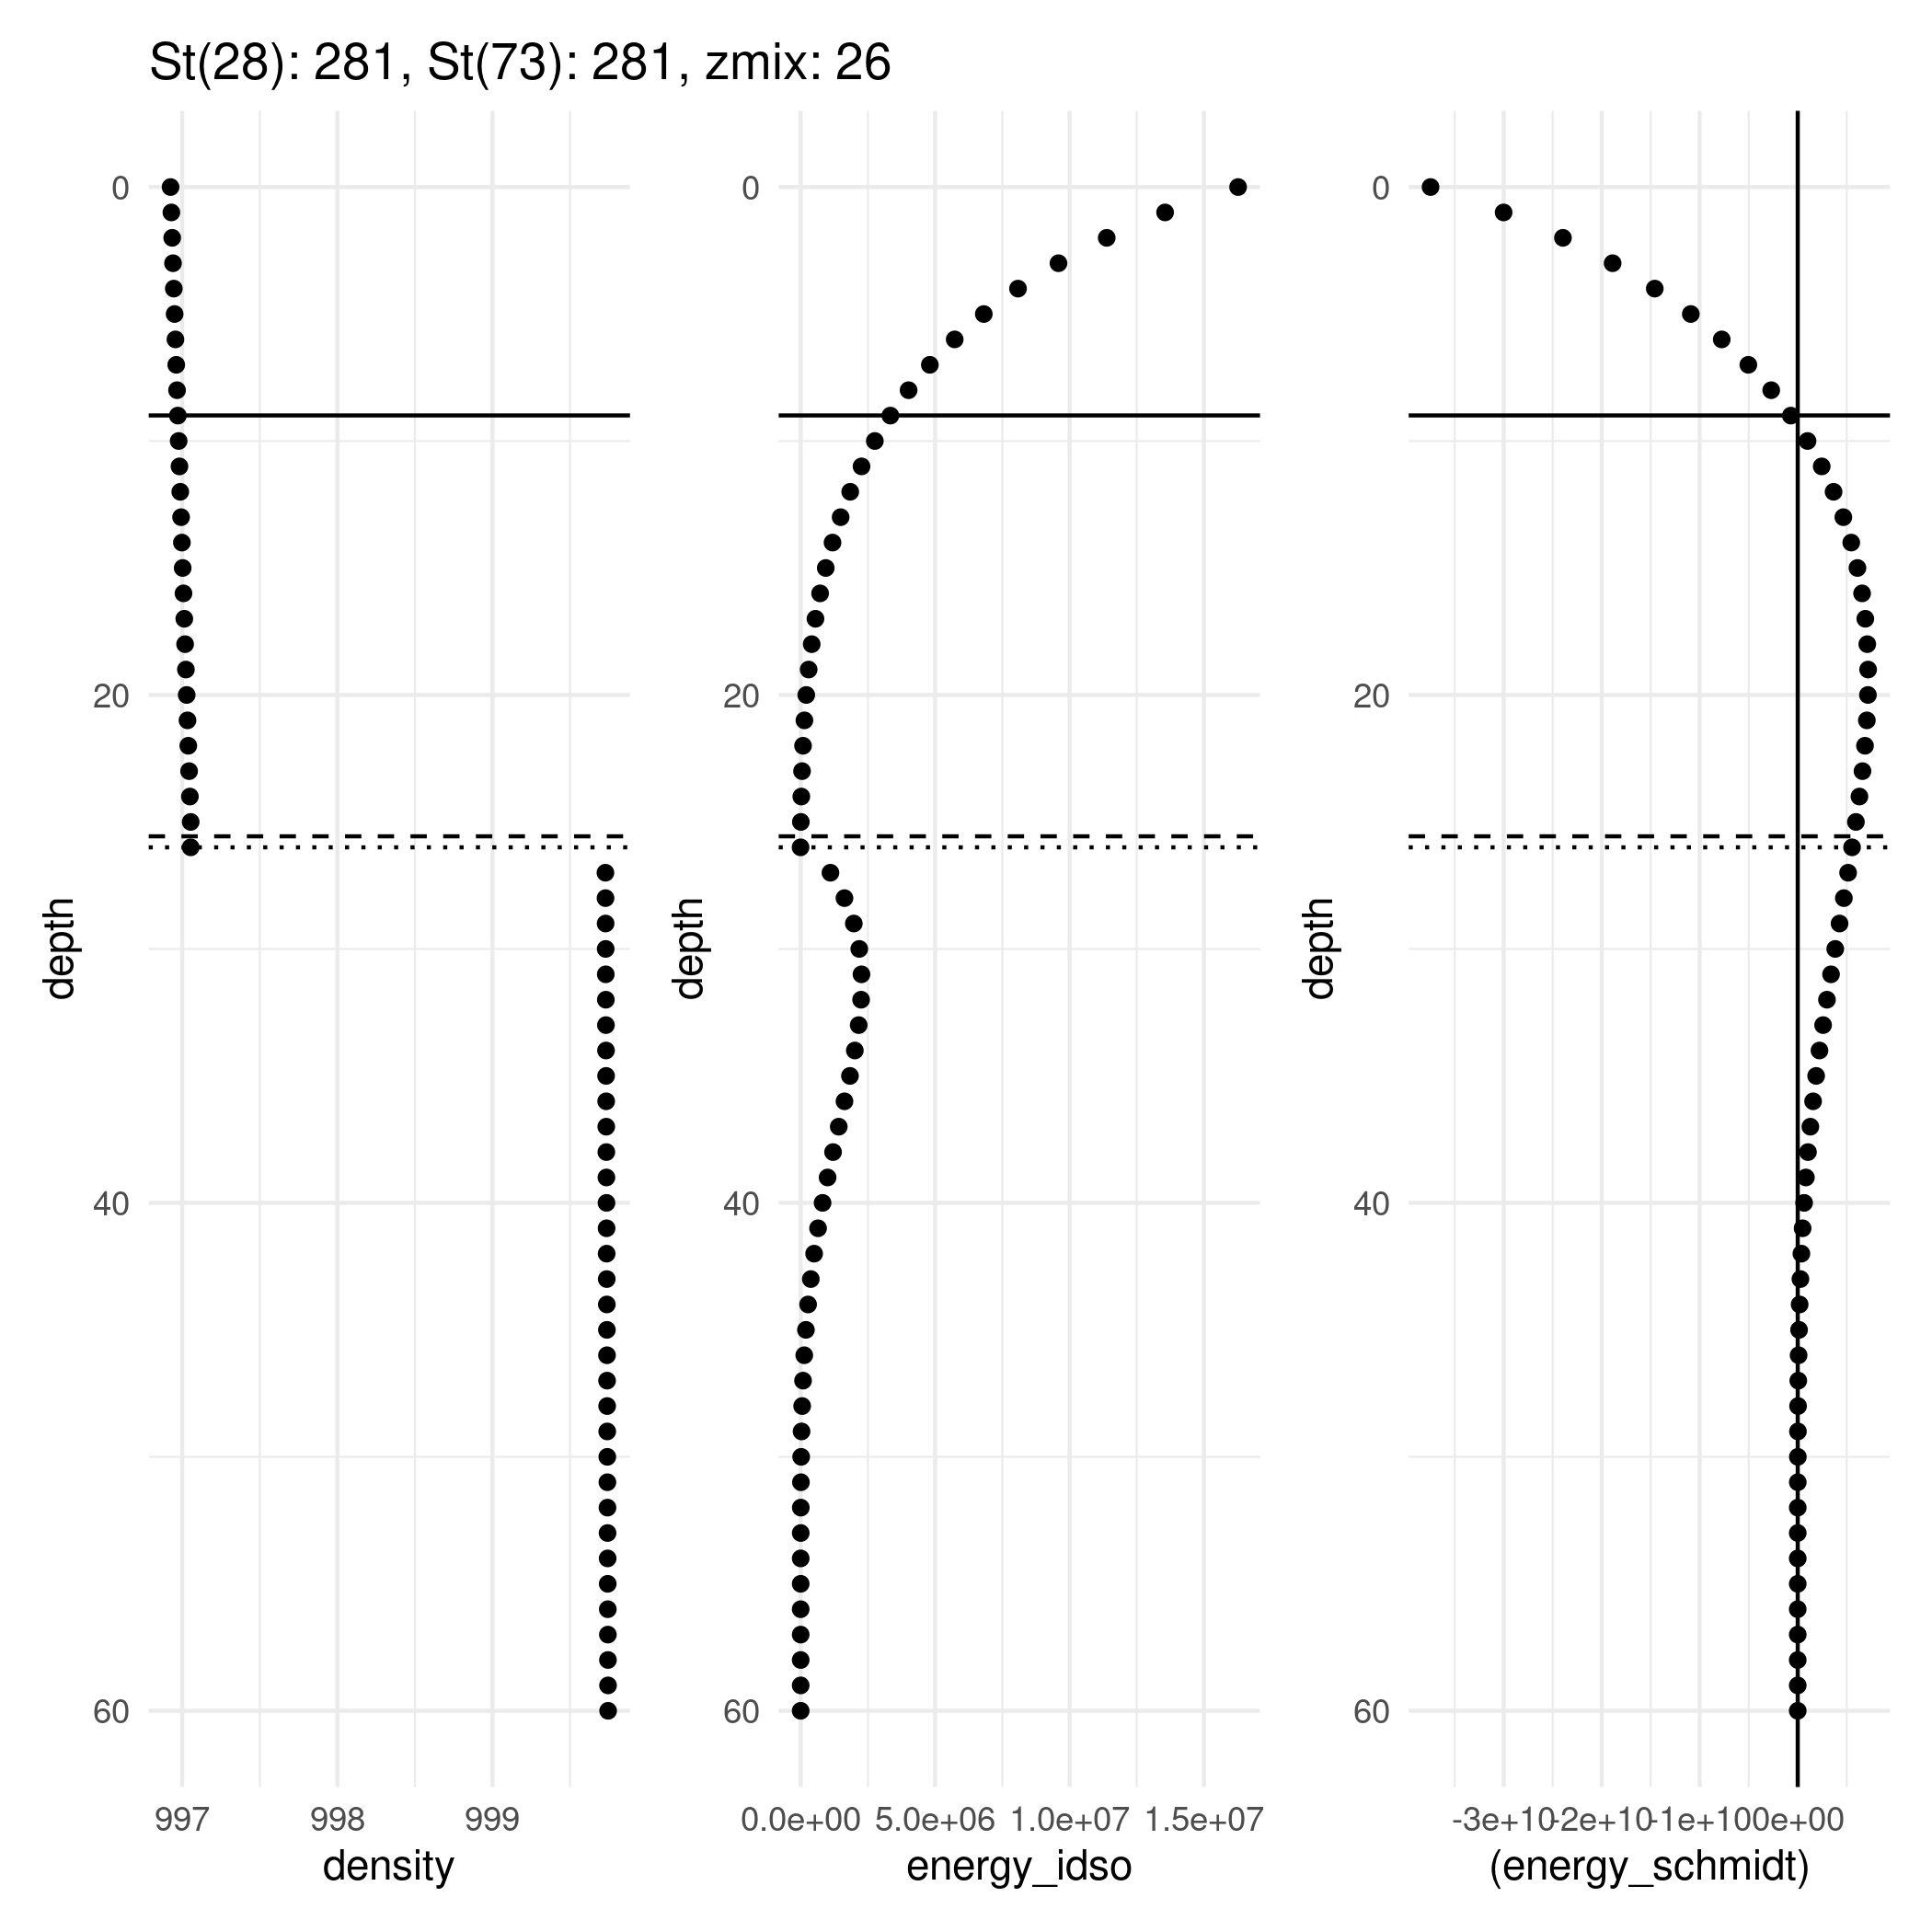 St(28): 281, St(73): 281, zmix: 26
0
20
40
60
depth
997 998 999
density
0
20
40
60
depth
0.0e+00 5.0e+06 1.0e+07 1.5e+07
energy_idso
0
20
40
60
depth
-3e+10 -2e+10 -1e+10 0e+00
(energy_schmidt)